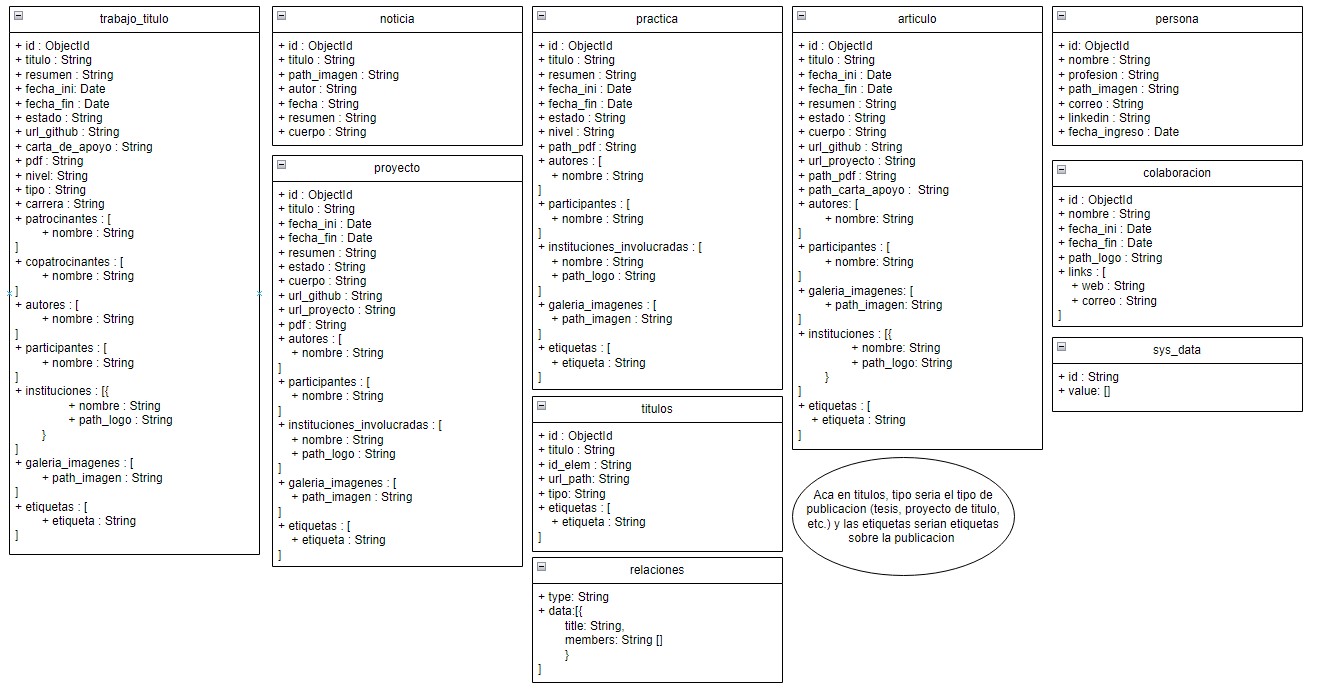 trabajo_titulo
+ id : ObjectId
+ titulo : String
+ resumen : String
+ fecha_ini: Date
+ fecha_fin : Date
+ estado : String
+ url_github : String
+ carta_de_apoyo : String
+ pdf : String
+ nivel: String
+ tipo : String
+ carrera : String
+ patrocinantes : [
+ nombre : String
]
+ copatrocinantes : [
+ nombre : String
]
+ autores : [
+ nombre : String
]
+ participantes : [
+ nombre : String
]
+ instituciones : [{
+ nombre : String
+ path_logo : String
}
]
+ galeria_imagenes : [
+ path_imagen : String
]
+ etiquetas : [
+ etiqueta : String
]
noticia
+ id : ObjectId
+ titulo : String
+ path_imagen : String
+ autor : String
+ fecha : String
+ resumen : String
+ cuerpo : String
proyecto
+ id : ObjectId
+ titulo : String
+ fecha_ini : Date
+ fecha_fin : Date
+ resumen : String
+ estado : String
+ cuerpo : String
+ url_github : String
+ url_proyecto : String
+ pdf : String
+ autores : [
+ nombre : String
]
+ participantes : [
+ nombre : String
]
+ instituciones_involucradas : [
+ nombre : String
+ path_logo : String
]
+ galeria_imagenes : [
+ path_imagen : String
]
+ etiquetas : [
+ etiqueta : String
]
practica
+ id : ObjectId
+ titulo : String
+ resumen : String
+ fecha_ini : Date
+ fecha_fin : Date
+ estado : String
+ nivel : String
+ path_pdf : String
+ autores : [
+ nombre : String
]
+ participantes : [
+ nombre : String
]
+ instituciones_involucradas : [
+ nombre : String
+ path_logo : String
]
+ galeria_imagenes : [
+ path_imagen : String
]
+ etiquetas : [
+ etiqueta : String
]
titulos
+ id : ObjectId
+ titulo : String
+ id_elem : String
+ url_path: String
+ tipo: String
+ etiquetas : [
+ etiqueta : String
]
relaciones
+ type: String
+ data:[{
title: String,
members: String []
}
]
articulo
+ id : ObjectId
+ titulo : String
+ fecha_ini : Date
+ fecha_fin : Date
+ resumen : String
+ estado : String
+ cuerpo : String
+ url_github : String
+ url_proyecto : String
+ path_pdf : String
+ path_carta_apoyo : String
+ autores: [
+ nombre: String
]
+ participantes : [
+ nombre: String
]
+ galeria_imagenes: [
+ path_imagen: String
]
+ instituciones : [{
+ nombre: String
+ path_logo: String
}
]
+ etiquetas : [
+ etiqueta : String
]
Aca en titulos, tipo seria el tipo de
publicacion (tesis, proyecto de titulo,
etc.) y las etiquetas serian etiquetas
sobre la publicacion
persona
+ id: ObjectId
+ nombre : String
+ profesion : String
+ path_imagen : String
+ correo : String
+ linkedin : String
+ fecha_ingreso : Date
colaboracion
+ id : ObjectId
+ nombre : String
+ fecha_ini : Date
+ fecha_fin : Date
+ path_logo : String
+ links : [
+ web : String
+ correo : String
]
sys_data
+ id : String
+ value: []